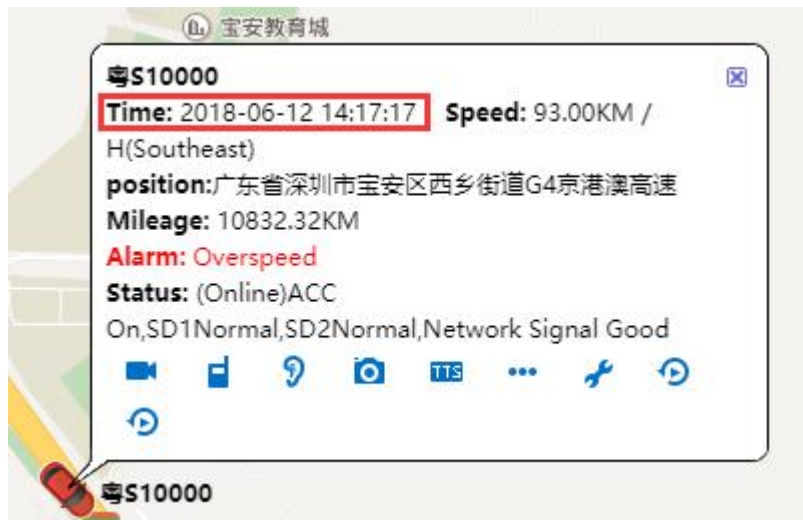 宝安教育城
粤S10000
Time: 2018-06-12 14:17:17 Speed: 93.00KM /
H(Southeast)
position:广东省深圳市宝安区西乡街道G4京港澳高速
Mileage: 10832.32KM
Alarm: Overspeed
Status: (Online)ACC
On,SD1Normal,SD2Normal,Network Signal Good
TTS
粤S10000